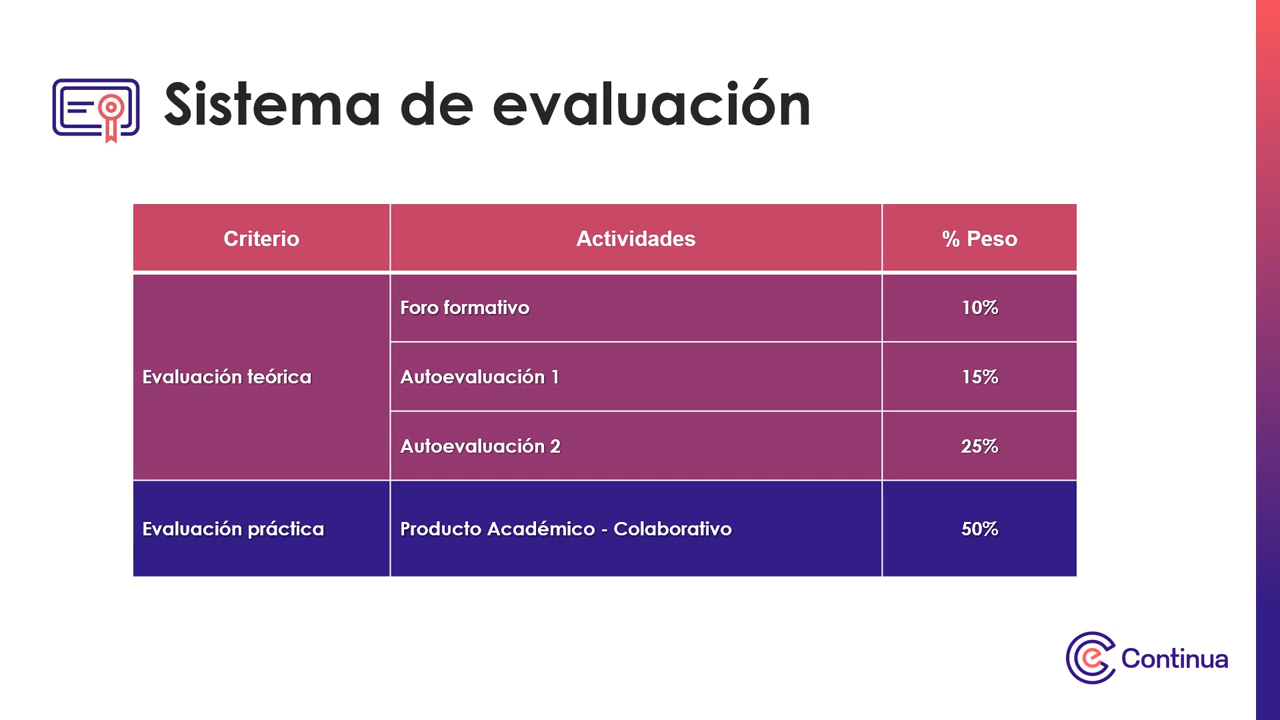 Sistema de evaluación
Criterio Actividades % Peso
Foro formativo 10%
Evaluación teórica Autoevaluación 1 15%
Autoevaluación 2 25%
Evaluación práctica Producto Académico - Colaborativo 50%
e Continua